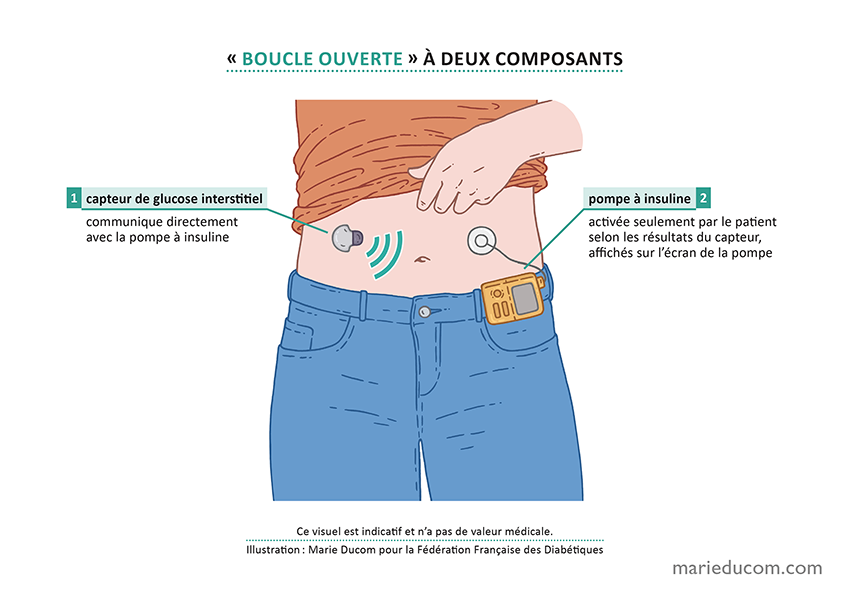 « BOUCLE OUVERTE » À DEUX COMPOSANTS
1 capteur de glucose interstitiel
communique directement
avec la pompe à insuline
pompe à insuline 2
activée seulement par le patient
selon les résultats du capteur,
affichés sur l’écran de la pompe
Ce visuel est indicatif et n’a pas de valeur médicale.
Illustration : Marie Ducom pour la Fédération Française des Diabétiques
marieducom.com